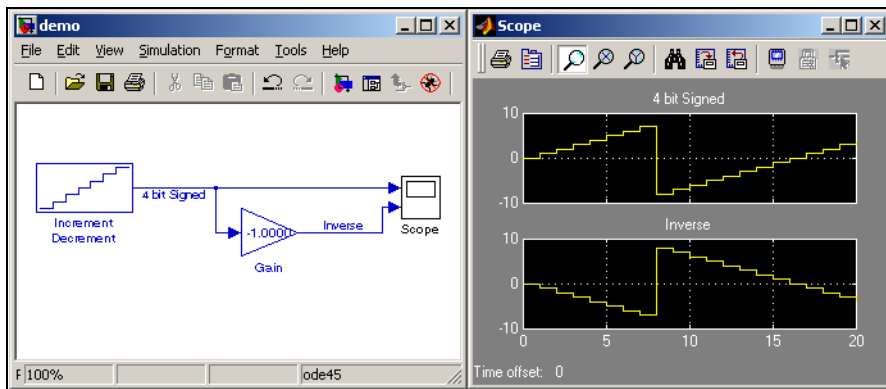 demo
File Edit View Simulation Format Tools Help
4 bit Signed
Increment
Decrement
-1.0000
Gain
Inverse
Scope
F 100% ode45
Scope
4 bit Signed
10
0
-10
Inverse
10
0
-10
0 5 10 15 20
Time offset: 0